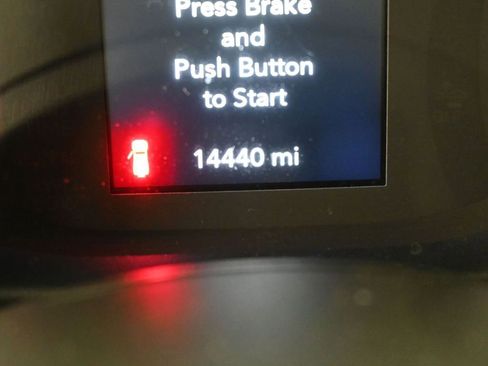 Press Brake
and
Push Button
to Start
14440 mi